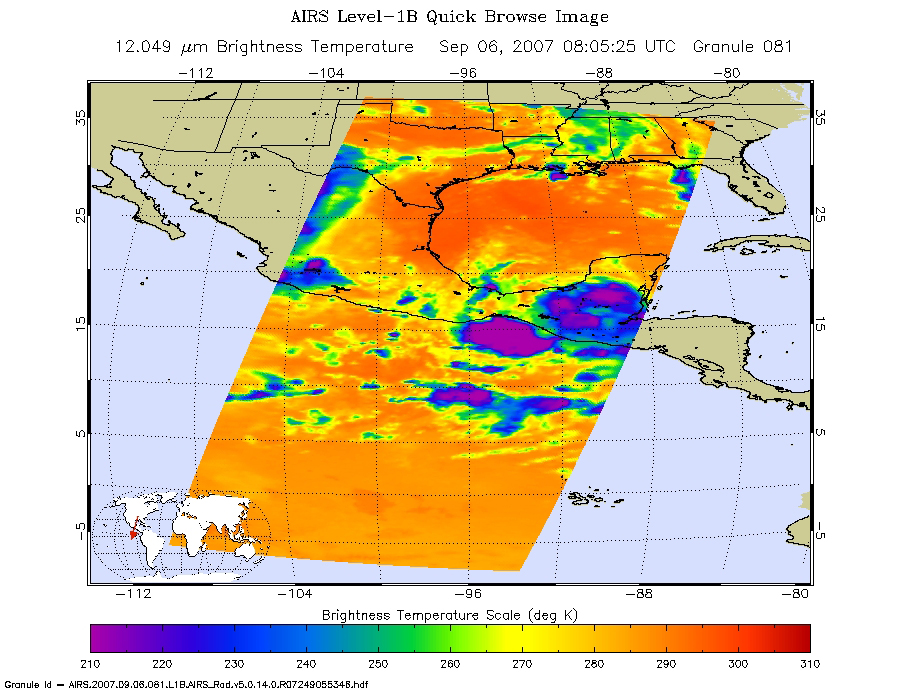 AIRS Level-1B Quick Browse Image
12.049 μm Brightness Temperature Sep 06, 2007 08:05:25 UTC Granule 081
-112 -104 -96 -88 -80
35 35
25 25
15 15
5 5
-5 -5
-112 -104 -96 -88 -80
Brightness Temperature Scale (deg K)
210 220 230 240 250 260 270 280 290 300 310
Granule Id - AIRS.2007.09.06.081.L1B.AIRS_Rad.v5.0.14.0.R07249055348.hdf